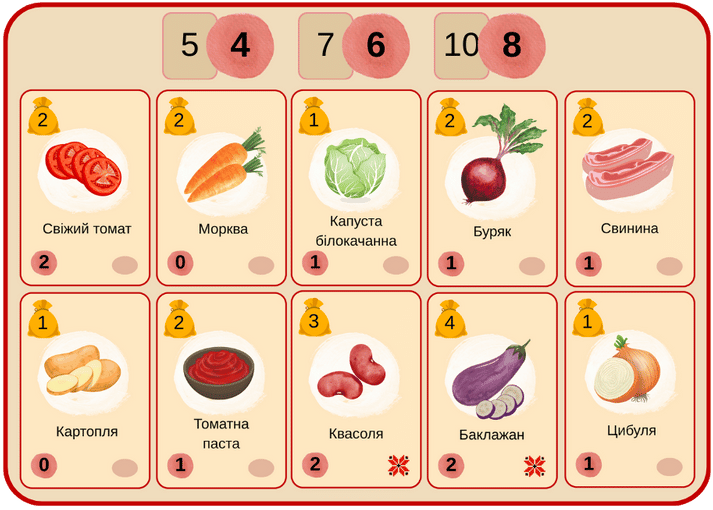 5 4 7 6 10 8
2 2 1 2 2
Свіжий томат
Морква
Капуста
білокачанна
Буряк
Свинина
2 0 1 1 1
1 2 3 4 1
Картопля
Томатна
паста
Квасоля
Баклажан
Цибуля
0 1 2 2 1